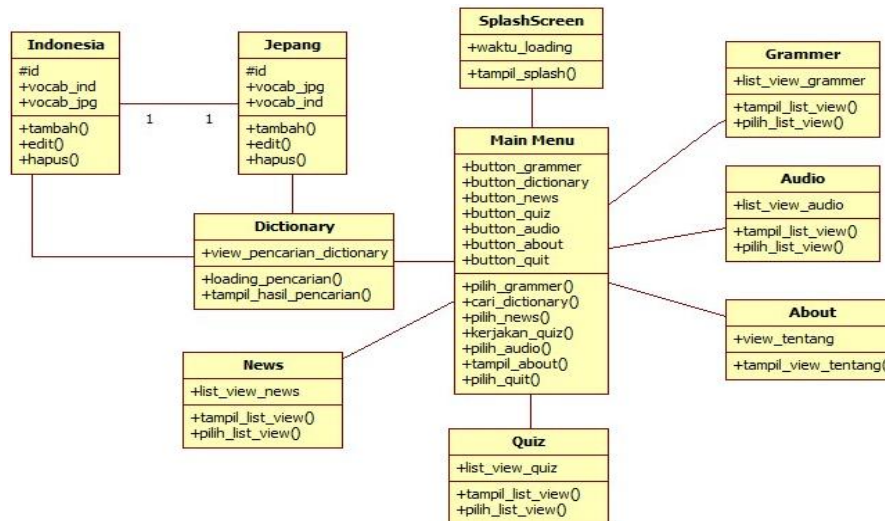 Indonesia
#id
+vocab_ind
+vocab_jpg
+tambah()
+edit()
+hapus()
1
1
Jepang
#id
+vocab_jpg
+vocab_ind
+tambah()
+edit()
+hapus()
SplashScreen
+waktu_loading
+tampil_splash()
Grammer
+list_view_grammer
+tampil_list_view()
+pilih_list_view()
Main Menu
+button_grammer
+button_dictionary
+button_news
+button_quiz
+button_audio
+button_about
+button_quit
+pilih_grammer()
+cari_dictionary()
+pilih_news()
+kerjakan_quiz()
+pilih_audio()
+tampil_about()
+pilih_quit()
Audio
+list_view_audio
+tampil_list_view()
+pilih_list_view()
Dictionary
+view_pencarian_dictionary
+loading_pencarian()
+tampil_hasil_pencarian()
About
+view_tentang
+tampil_view_tentang(
News
+list_view_news
+tampil_list_view()
+pilih_list_view()
Quiz
+list_view_quiz
+tampil_list_view()
+pilih_list_view()